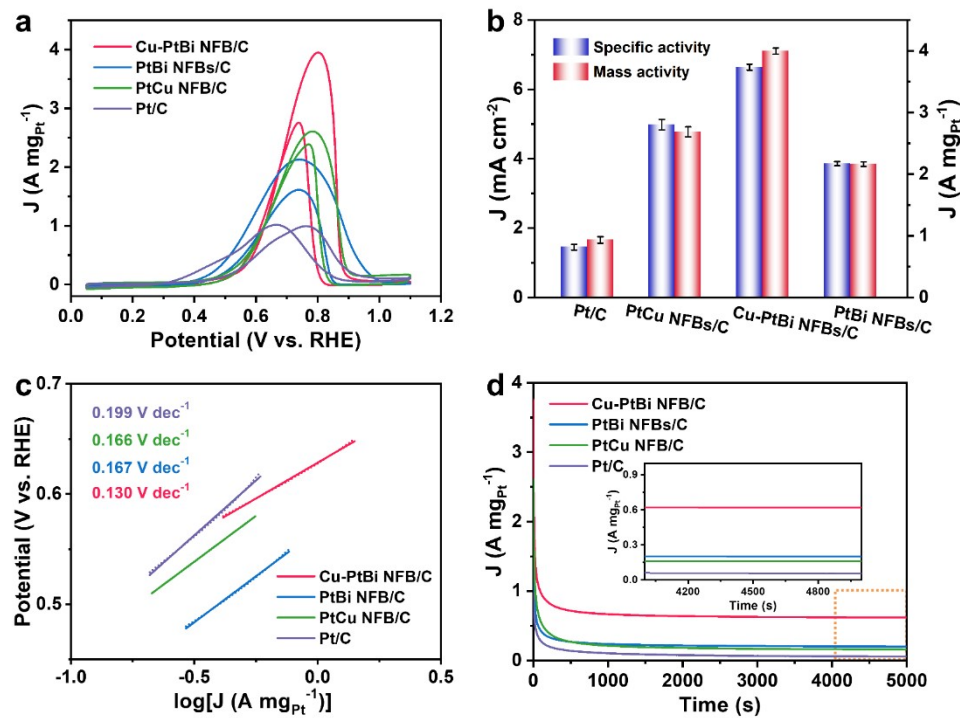 a
Cu-PtBi NFB/C
PtBi NFBs/C
PtCu NFB/C
Pt/C
J (A mgPt⁻¹)
4
3
2
1
0
0.0 0.2 0.4 0.6 0.8 1.0 1.2
Potential (V vs. RHE)
b
Specific activity
Mass activity
J (mA cm⁻²)
8
6
4
2
0
J (A mgPt⁻¹)
4
3
2
1
0
Pt/C PtCu NFBs/C Cu-PtBi NFBs/C PtBi NFBs/C
c
0.199 V dec⁻¹
0.166 V dec⁻¹
0.167 V dec⁻¹
0.130 V dec⁻¹
Potential (V vs. RHE)
0.7
0.6
0.5
Cu-PtBi NFB/C
PtBi NFB/C
PtCu NFB/C
Pt/C
-1.0 -0.5 0.0 0.5
log[J (A mgPt⁻¹)]
d
Cu-PtBi NFB/C
PtBi NFBs/C
PtCu NFB/C
Pt/C
J (A mgPt⁻¹)
4
3
2
1
0
J (A mgPt⁻¹)
0.9
0.6
0.3
0.0
4200 4500 4800
Time (s)
0 1000 2000 3000 4000 5000
Time (s)